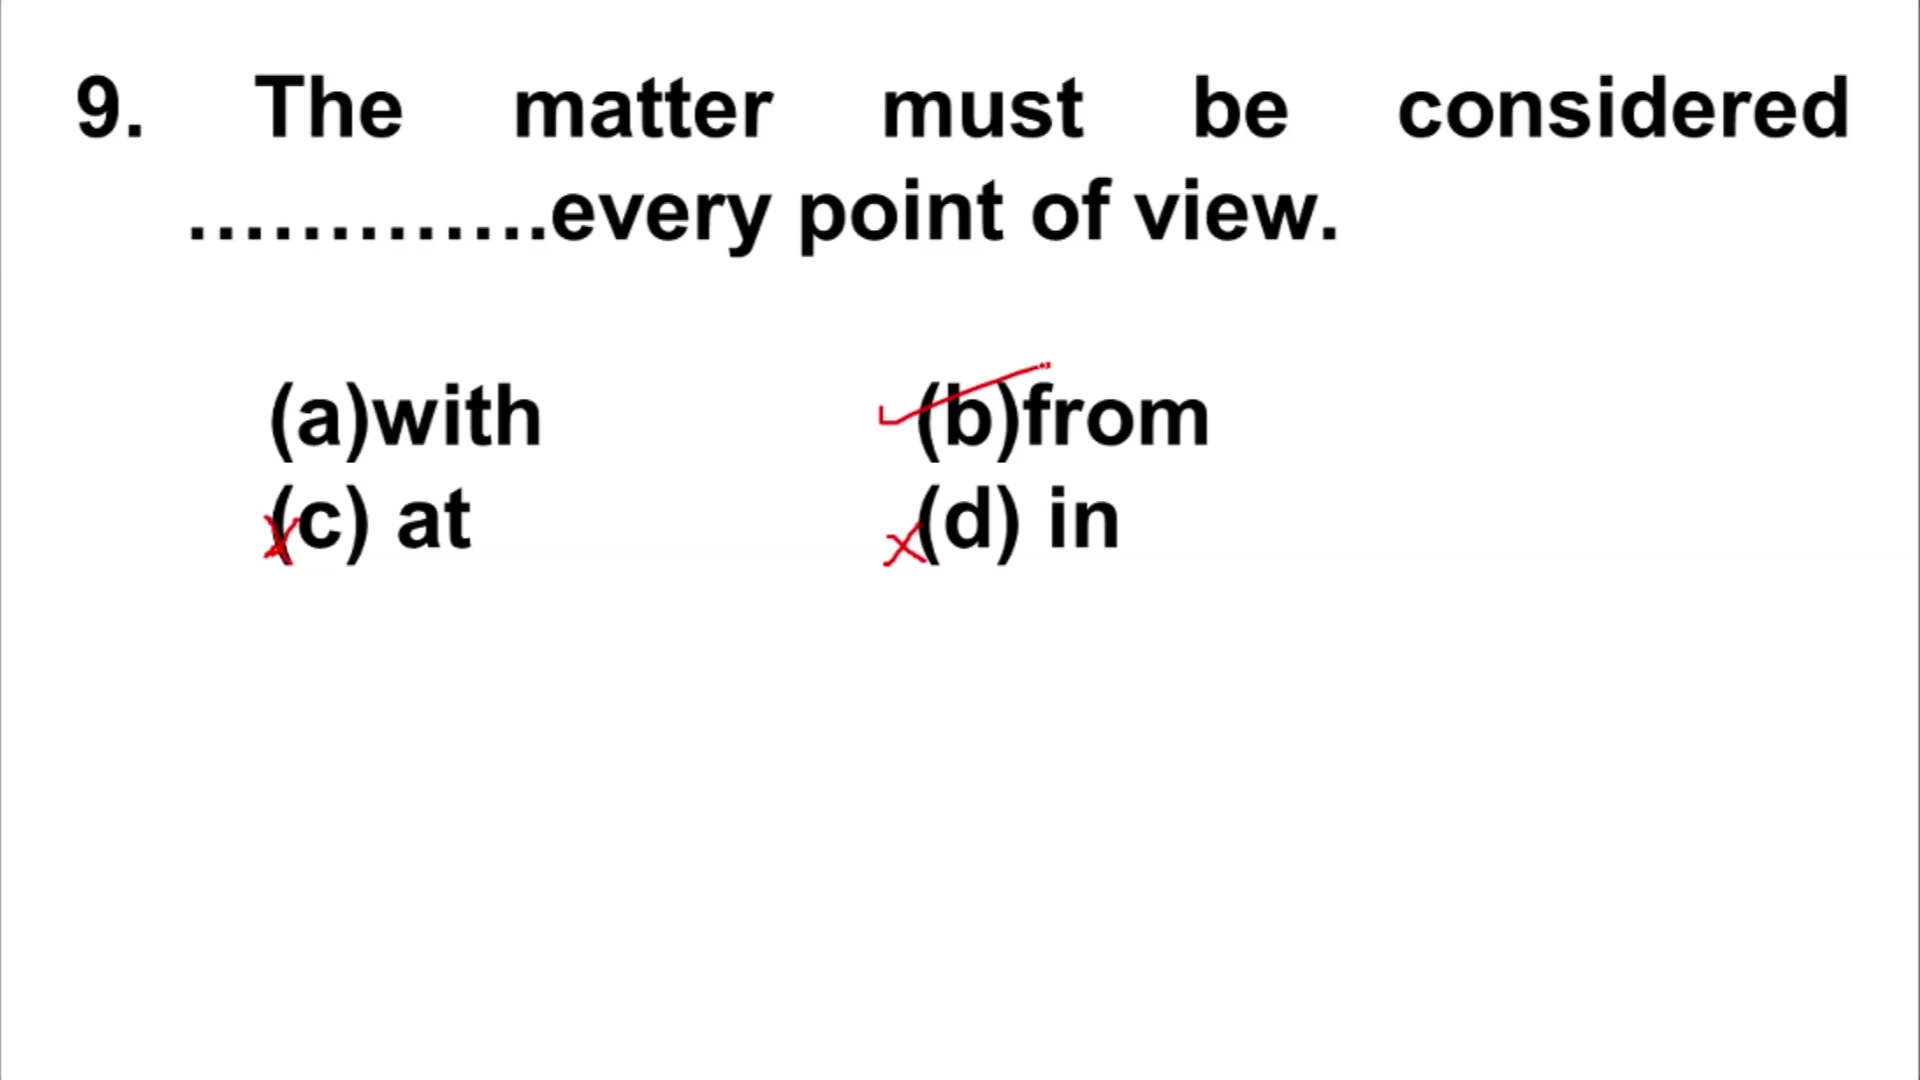 9. The matter must be considered
.............every point of view.
(a)with (b)from
(c) at (d) in